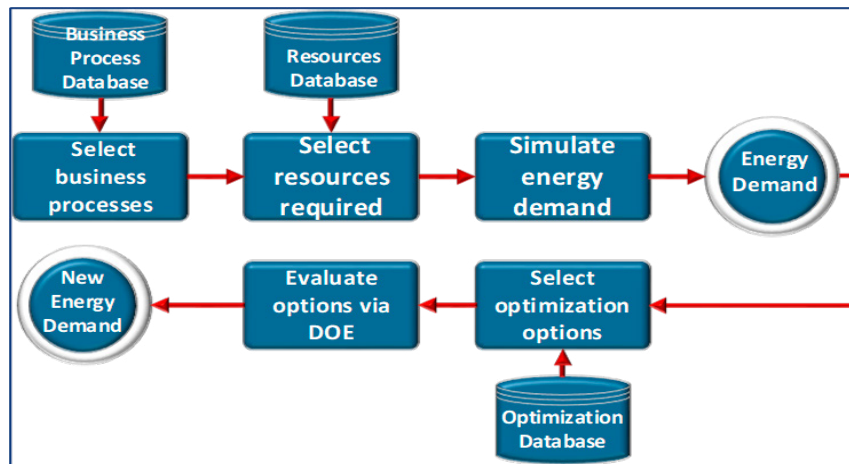 Business
Process
Database
Resources
Database
Select
business
processes
Select
resources
required
Simulate
energy
demand
Energy
Demand
New
Energy
Demand
Evaluate
options via
DOE
Select
optimization
options
Optimization
Database